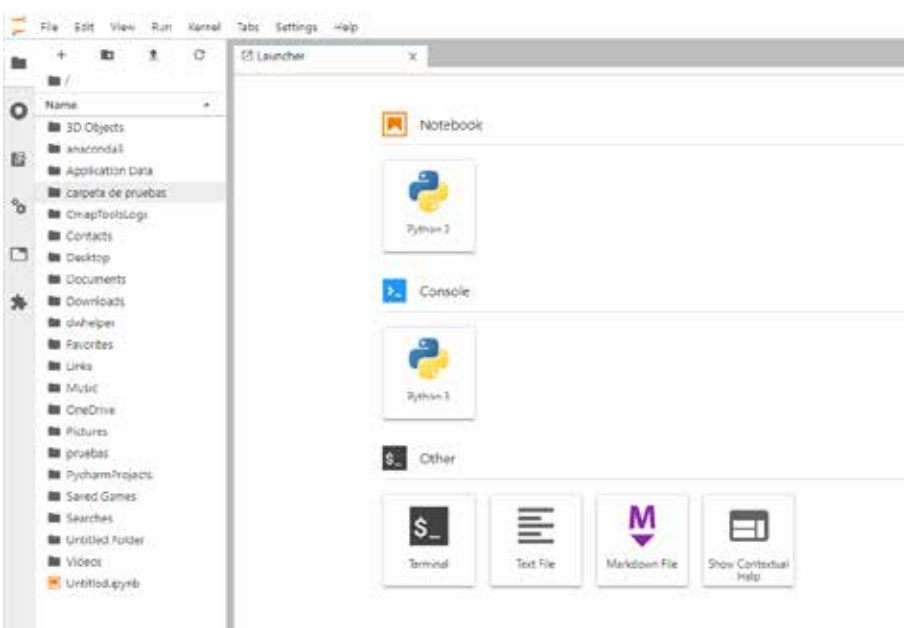 File Edit View Run Kernel Tabs Settings Help
Launcher
/
Name
3D Objects
anaconda3
Application Data
carpeta de pruebas
CmapToolsLogs
Contacts
Desktop
Documents
Downloads
dwhelper
Favorites
Links
Music
OneDrive
Pictures
pruebas
PycharmProjects
Saved Games
Searches
Untitled Folder
Videos
Untitled.ipynb
Notebook
Python 3
Console
Python 3
$_ Other
$_
Terminal
Text File
M
Markdown File
Show Contextual
Help